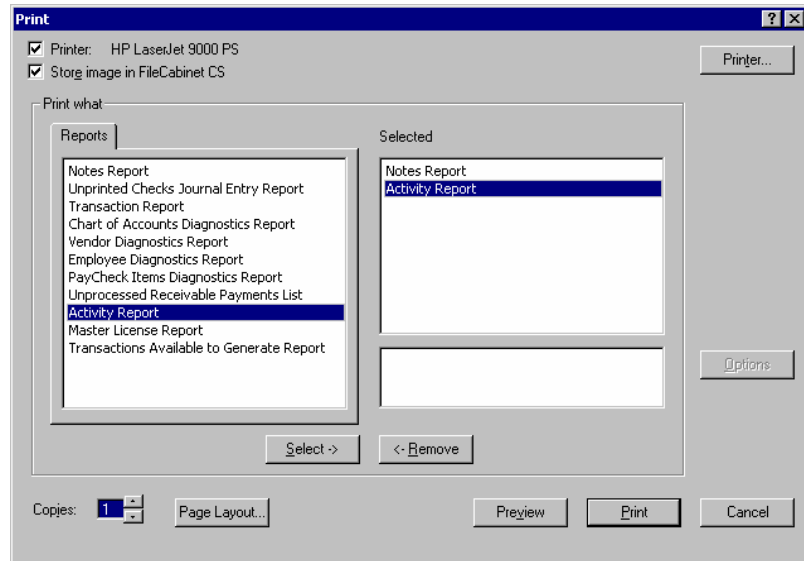 Print
Printer: HP LaserJet 9000 PS
Printer...
Store image in FileCabinet CS
Print what
Reports
Notes Report
Unprinted Checks Journal Entry Report
Transaction Report
Chart of Accounts Diagnostics Report
Vendor Diagnostics Report
Employee Diagnostics Report
PayCheck Items Diagnostics Report
Unprocessed Receivable Payments List
Activity Report
Master License Report
Transactions Available to Generate Report
Selected
Notes Report
Activity Report
Options
Select ->
<- Remove
Copies: 1
Page Layout...
Preview
Print
Cancel